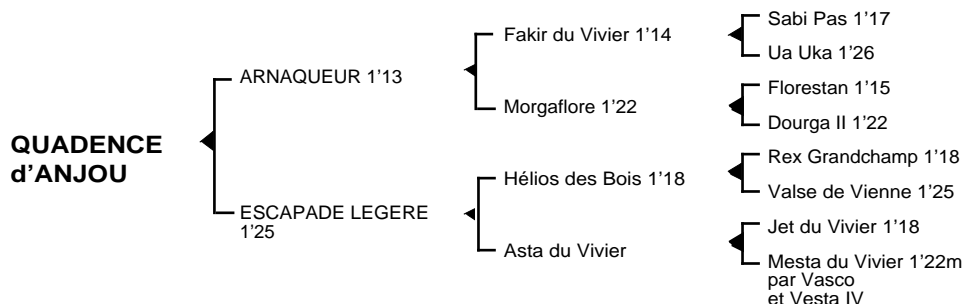 QUADENCE
d'ANJOU
ARNAQUEUR 1'13
ESCAPADE LEGERE
1'25
Fakir du Vivier 1'14
Morgaflore 1'22
Hélios des Bois 1'18
Asta du Vivier
Sabi Pas 1'17
Ua Uka 1'26
Florestan 1'15
Dourga II 1'22
Rex Grandchamp 1'18
Valse de Vienne 1'25
Jet du Vivier 1'18
Mesta du Vivier 1'22m
par Vasco
et Vesta IV